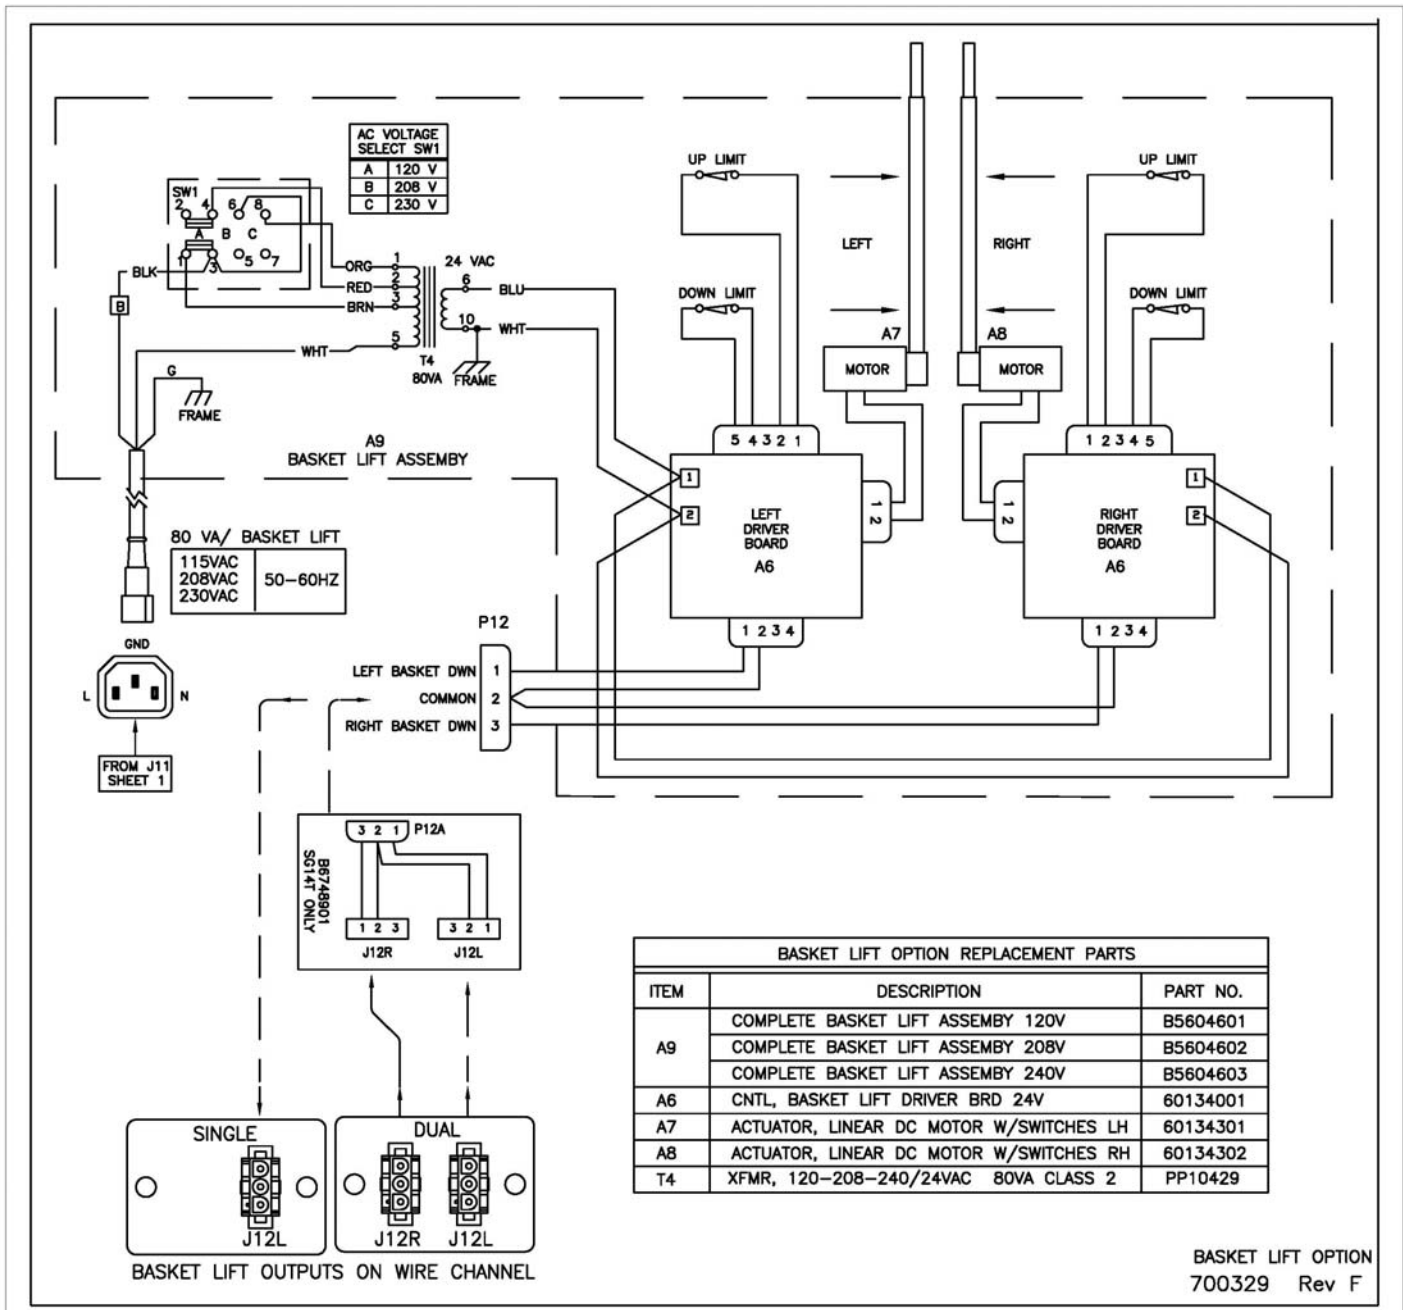 AC VOLTAGE
SELECT SW1
A 120 V
B 208 V
C 230 V
SW1
2 4 6 8
A B C
1 3 5 7
BLK
B
ORG 1
RED 2
BRN 3
WHT 5
24 VAC
6 BLU
10 WHT
T4
80VA
FRAME
G
FRAME
A9
BASKET LIFT ASSEMBY
UP LIMIT
DOWN LIMIT
LEFT
RIGHT
UP LIMIT
DOWN LIMIT
A7
MOTOR
A8
MOTOR
5 4 3 2 1
1
2
LEFT
DRIVER
BOARD
A6
1 2
1 2 3 4
1 2 3 4 5
1
2
RIGHT
DRIVER
BOARD
A6
1 2
1 2 3 4
80 VA/ BASKET LIFT
115VAC
208VAC
230VAC
50-60HZ
GND
L N
FROM J11
SHEET 1
P12
LEFT BASKET DWN 1
COMMON 2
RIGHT BASKET DWN 3
3 2 1 P12A
B6748901
SG14T ONLY
1 2 3
J12R
3 2 1
J12L
BASKET LIFT OPTION REPLACEMENT PARTS
ITEM DESCRIPTION PART NO.
A9
COMPLETE BASKET LIFT ASSEMBY 120V B5604601
COMPLETE BASKET LIFT ASSEMBY 208V B5604602
COMPLETE BASKET LIFT ASSEMBY 240V B5604603
A6 CNTL, BASKET LIFT DRIVER BRD 24V 60134001
A7 ACTUATOR, LINEAR DC MOTOR W/SWITCHES LH 60134301
A8 ACTUATOR, LINEAR DC MOTOR W/SWITCHES RH 60134302
T4 XFMR, 120-208-240/24VAC 80VA CLASS 2 PP10429
SINGLE
J12L
DUAL
J12R J12L
BASKET LIFT OUTPUTS ON WIRE CHANNEL
BASKET LIFT OPTION
700329 Rev F